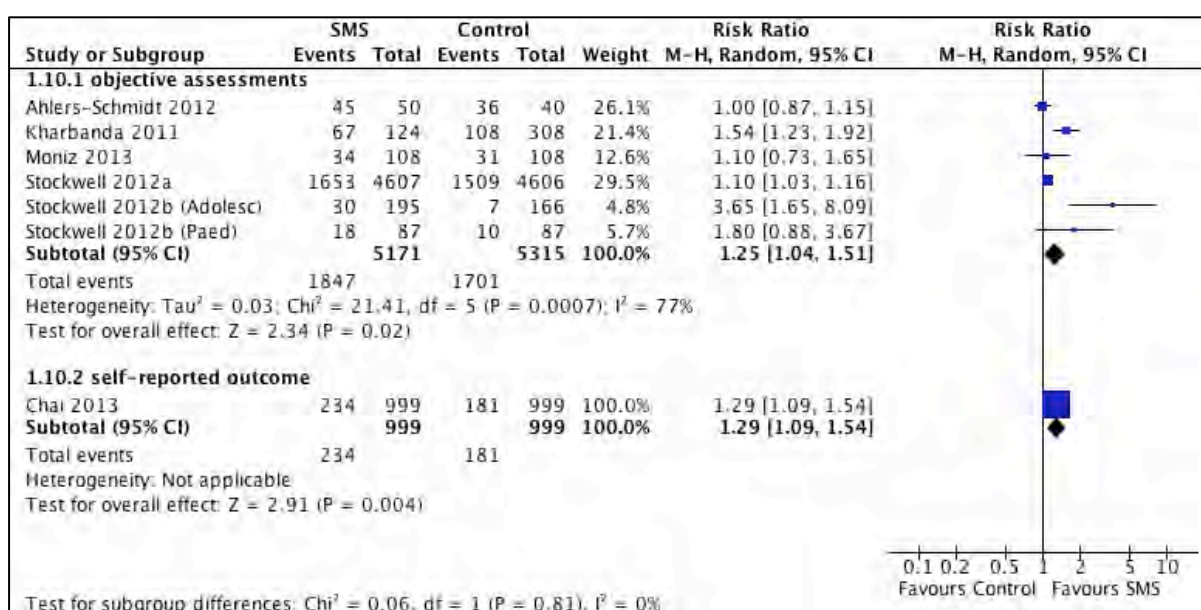 SMS Control Risk Ratio Risk Ratio
Study or Subgroup Events Total Events Total Weight M-H, Random, 95% CI M-H, Random, 95% CI
1.10.1 objective assessments
Ahlers-Schmidt 2012 45 50 36 40 26.1% 1.00 [0.87, 1.15]
Kharbanda 2011 67 124 108 308 21.4% 1.54 [1.23, 1.92]
Moniz 2013 34 108 31 108 12.6% 1.10 [0.73, 1.65]
Stockwell 2012a 1653 4607 1509 4606 29.5% 1.10 [1.03, 1.16]
Stockwell 2012b (Adolesc) 30 195 7 166 4.8% 3.65 [1.65, 8.09]
Stockwell 2012b (Paed) 18 87 10 87 5.7% 1.80 [0.88, 3.67]
Subtotal (95% CI) 5171 5315 100.0% 1.25 [1.04, 1.51]
Total events 1847 1701
Heterogeneity: Tau² = 0.03; Chi² = 21.41, df = 5 (P = 0.0007); I² = 77%
Test for overall effect: Z = 2.34 (P = 0.02)
1.10.2 self-reported outcome
Chai 2013 234 999 181 999 100.0% 1.29 [1.09, 1.54]
Subtotal (95% CI) 999 999 100.0% 1.29 [1.09, 1.54]
Total events 234 181
Heterogeneity: Not applicable
Test for overall effect: Z = 2.91 (P = 0.004)
0.1 0.2 0.5 1 2 5 10
Favours Control Favours SMS
Test for subgroup differences: Chi² = 0.06, df = 1 (P = 0.81), I² = 0%